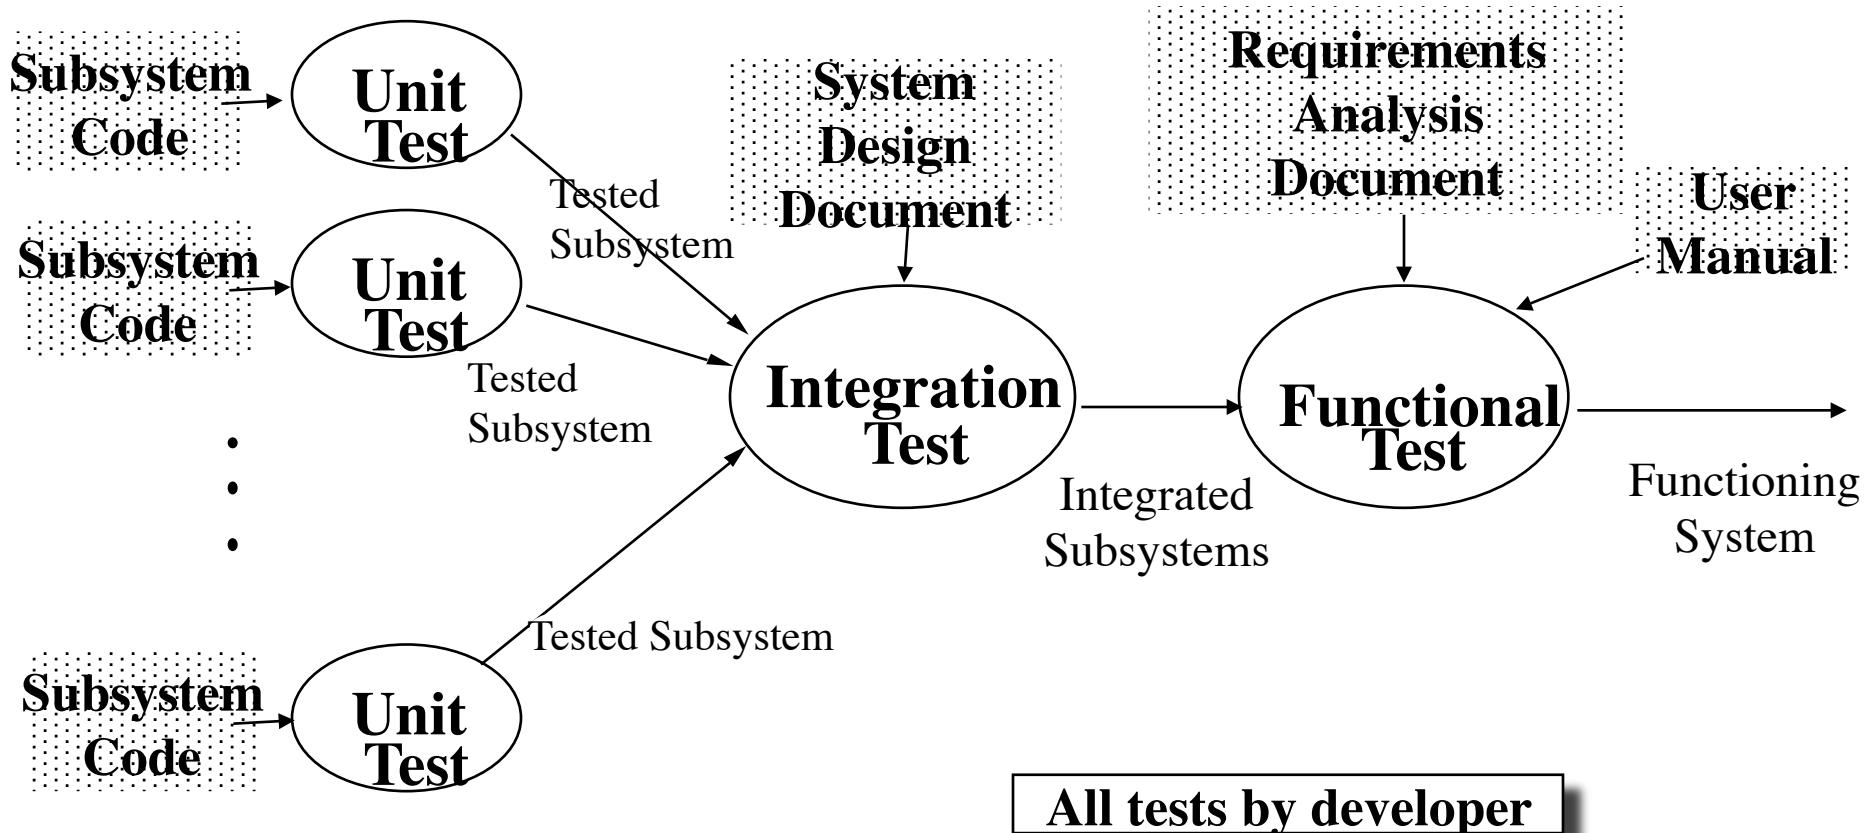 Subsystem
Code
Unit
Test
Tested
Subsystem
System
Design
Document
Requirements
Analysis
Document
User
Manual
Subsystem
Code
Unit
Test
Tested
Subsystem
Integration
Test
Functional
Test
Integrated
Subsystems
Functioning
System
Tested Subsystem
Subsystem
Code
Unit
Test
All tests by developer